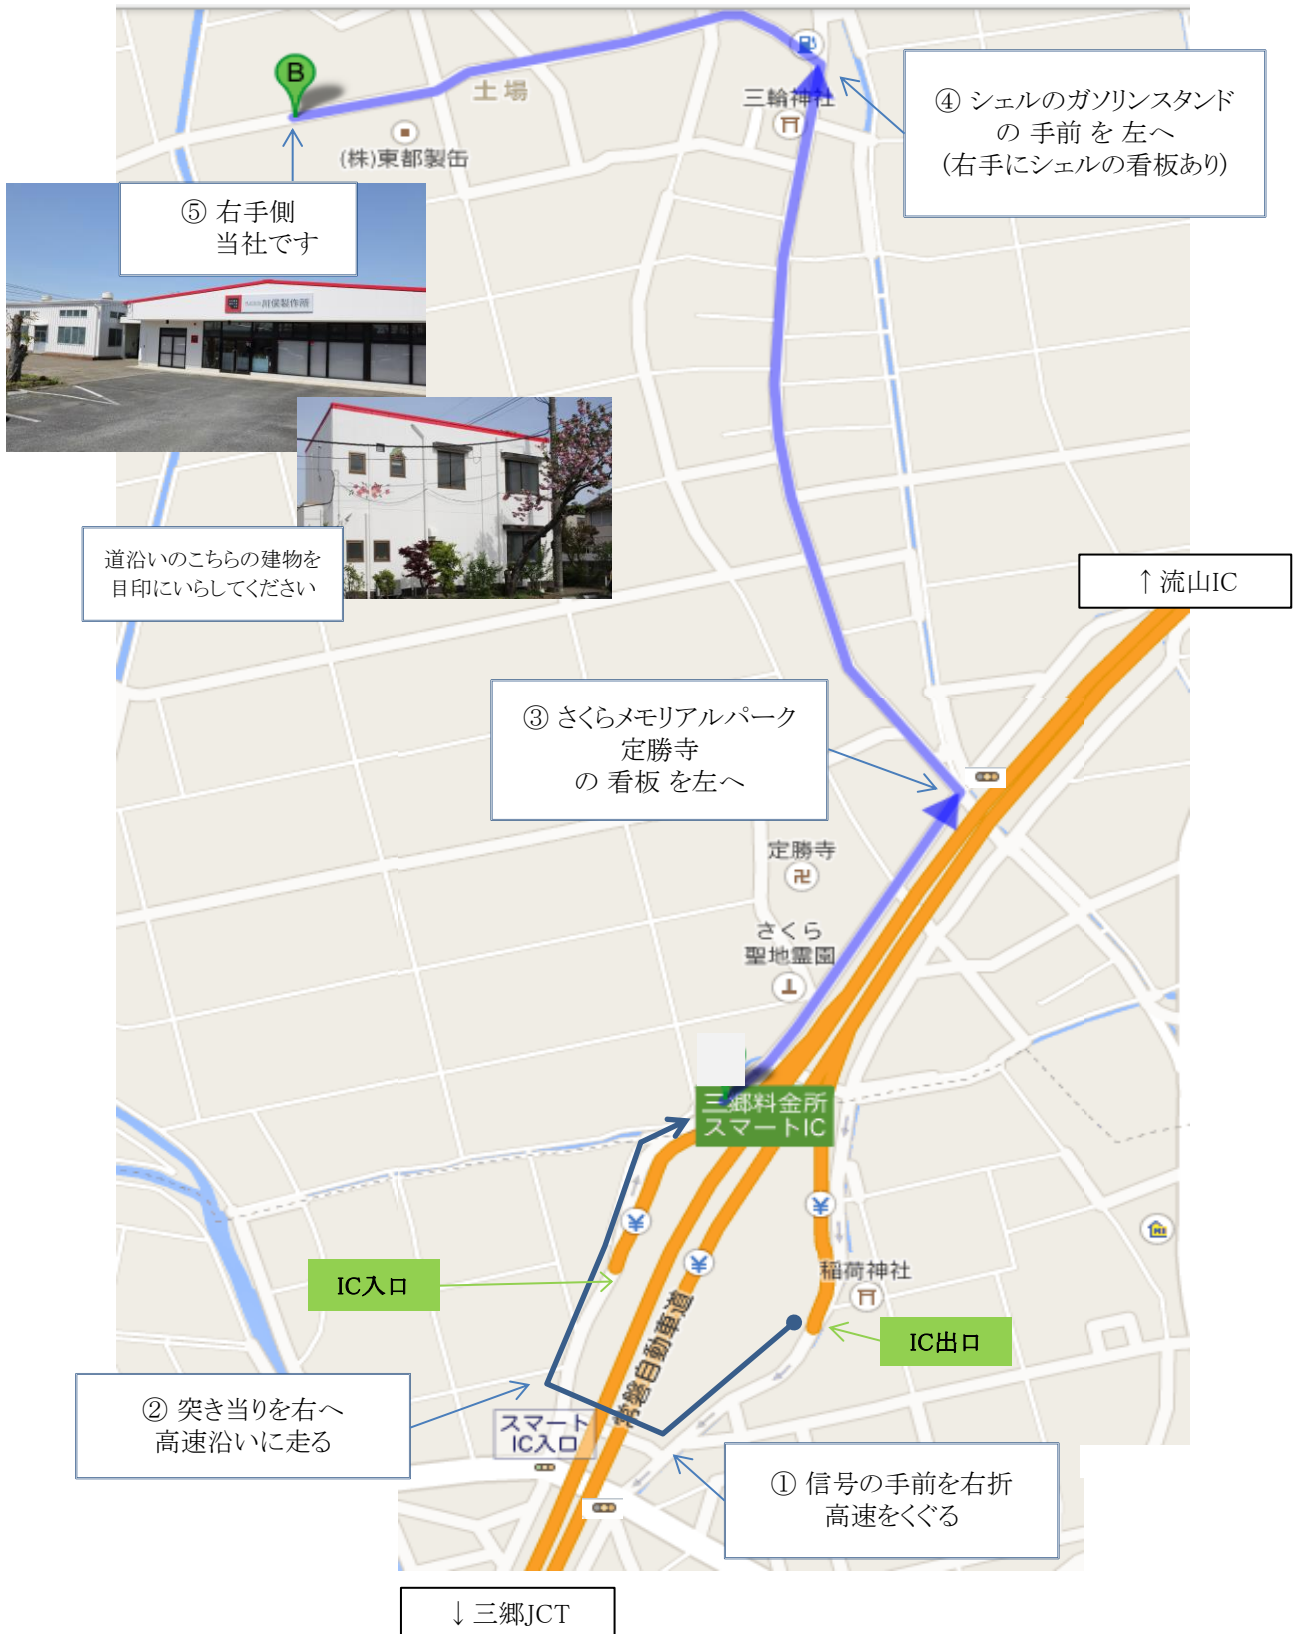 B
土場
三輪神社
④ シェルのガソリンスタンド
の 手前 を 左へ
(右手にシェルの看板あり)
(株)東都製缶
⑤ 右手側
当社です
川俣製作所
道沿いのこちらの建物を
目印にいらしてください
↑ 流山IC
③ さくらメモリアルパーク
定勝寺
の 看板 を左へ
定勝寺
卍
さくら
聖地霊園
三郷料金所
スマートIC
¥
¥
¥
IC入口
稲荷神社
IC出口
常磐自動車道
② 突き当りを右へ
高速沿いに走る
スマート
IC入口
① 信号の手前を右折
高速をくぐる
↓ 三郷JCT